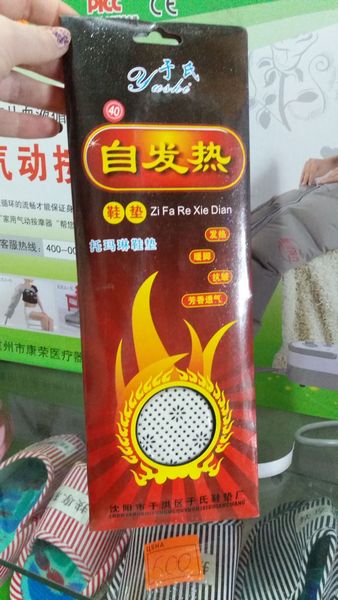 PICC
CE
于氏
Yushi
40
自发热
鞋垫 Zi Fa Re Xie Dian
托玛琳鞋垫
发热
暖脚
抗皱
芳香透气
沈阳市于洪区于氏鞋垫厂
气动按
客服热线：400-00
州市康荣医疗器
ЦЕНА
600